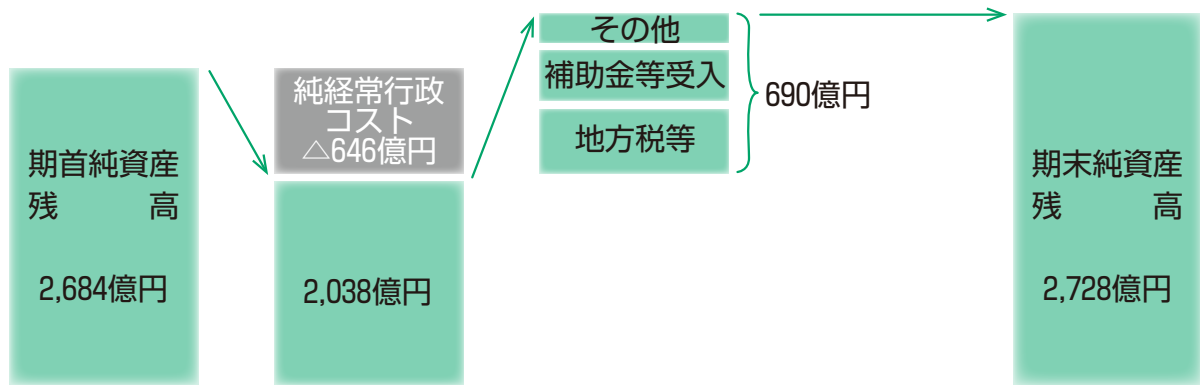 期首純資産
残高
2,684億円
純経常行政
コスト
△646億円
2,038億円
その他
補助金等受入
地方税等
690億円
期末純資産
残高
2,728億円